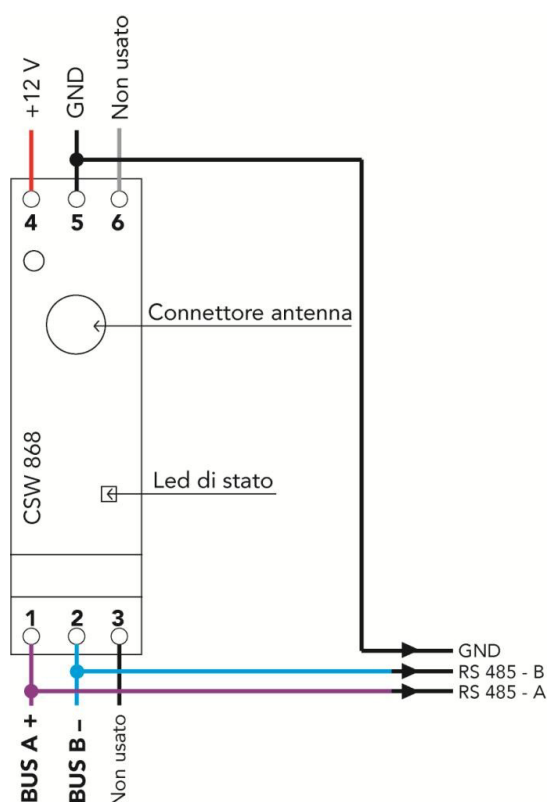 +12 V
GND
Non usato
4
5
6
Connettore antenna
CSW 868
Led di stato
1
2
3
GND
RS 485 - B
RS 485 - A
BUS A +
BUS B –
Non usato